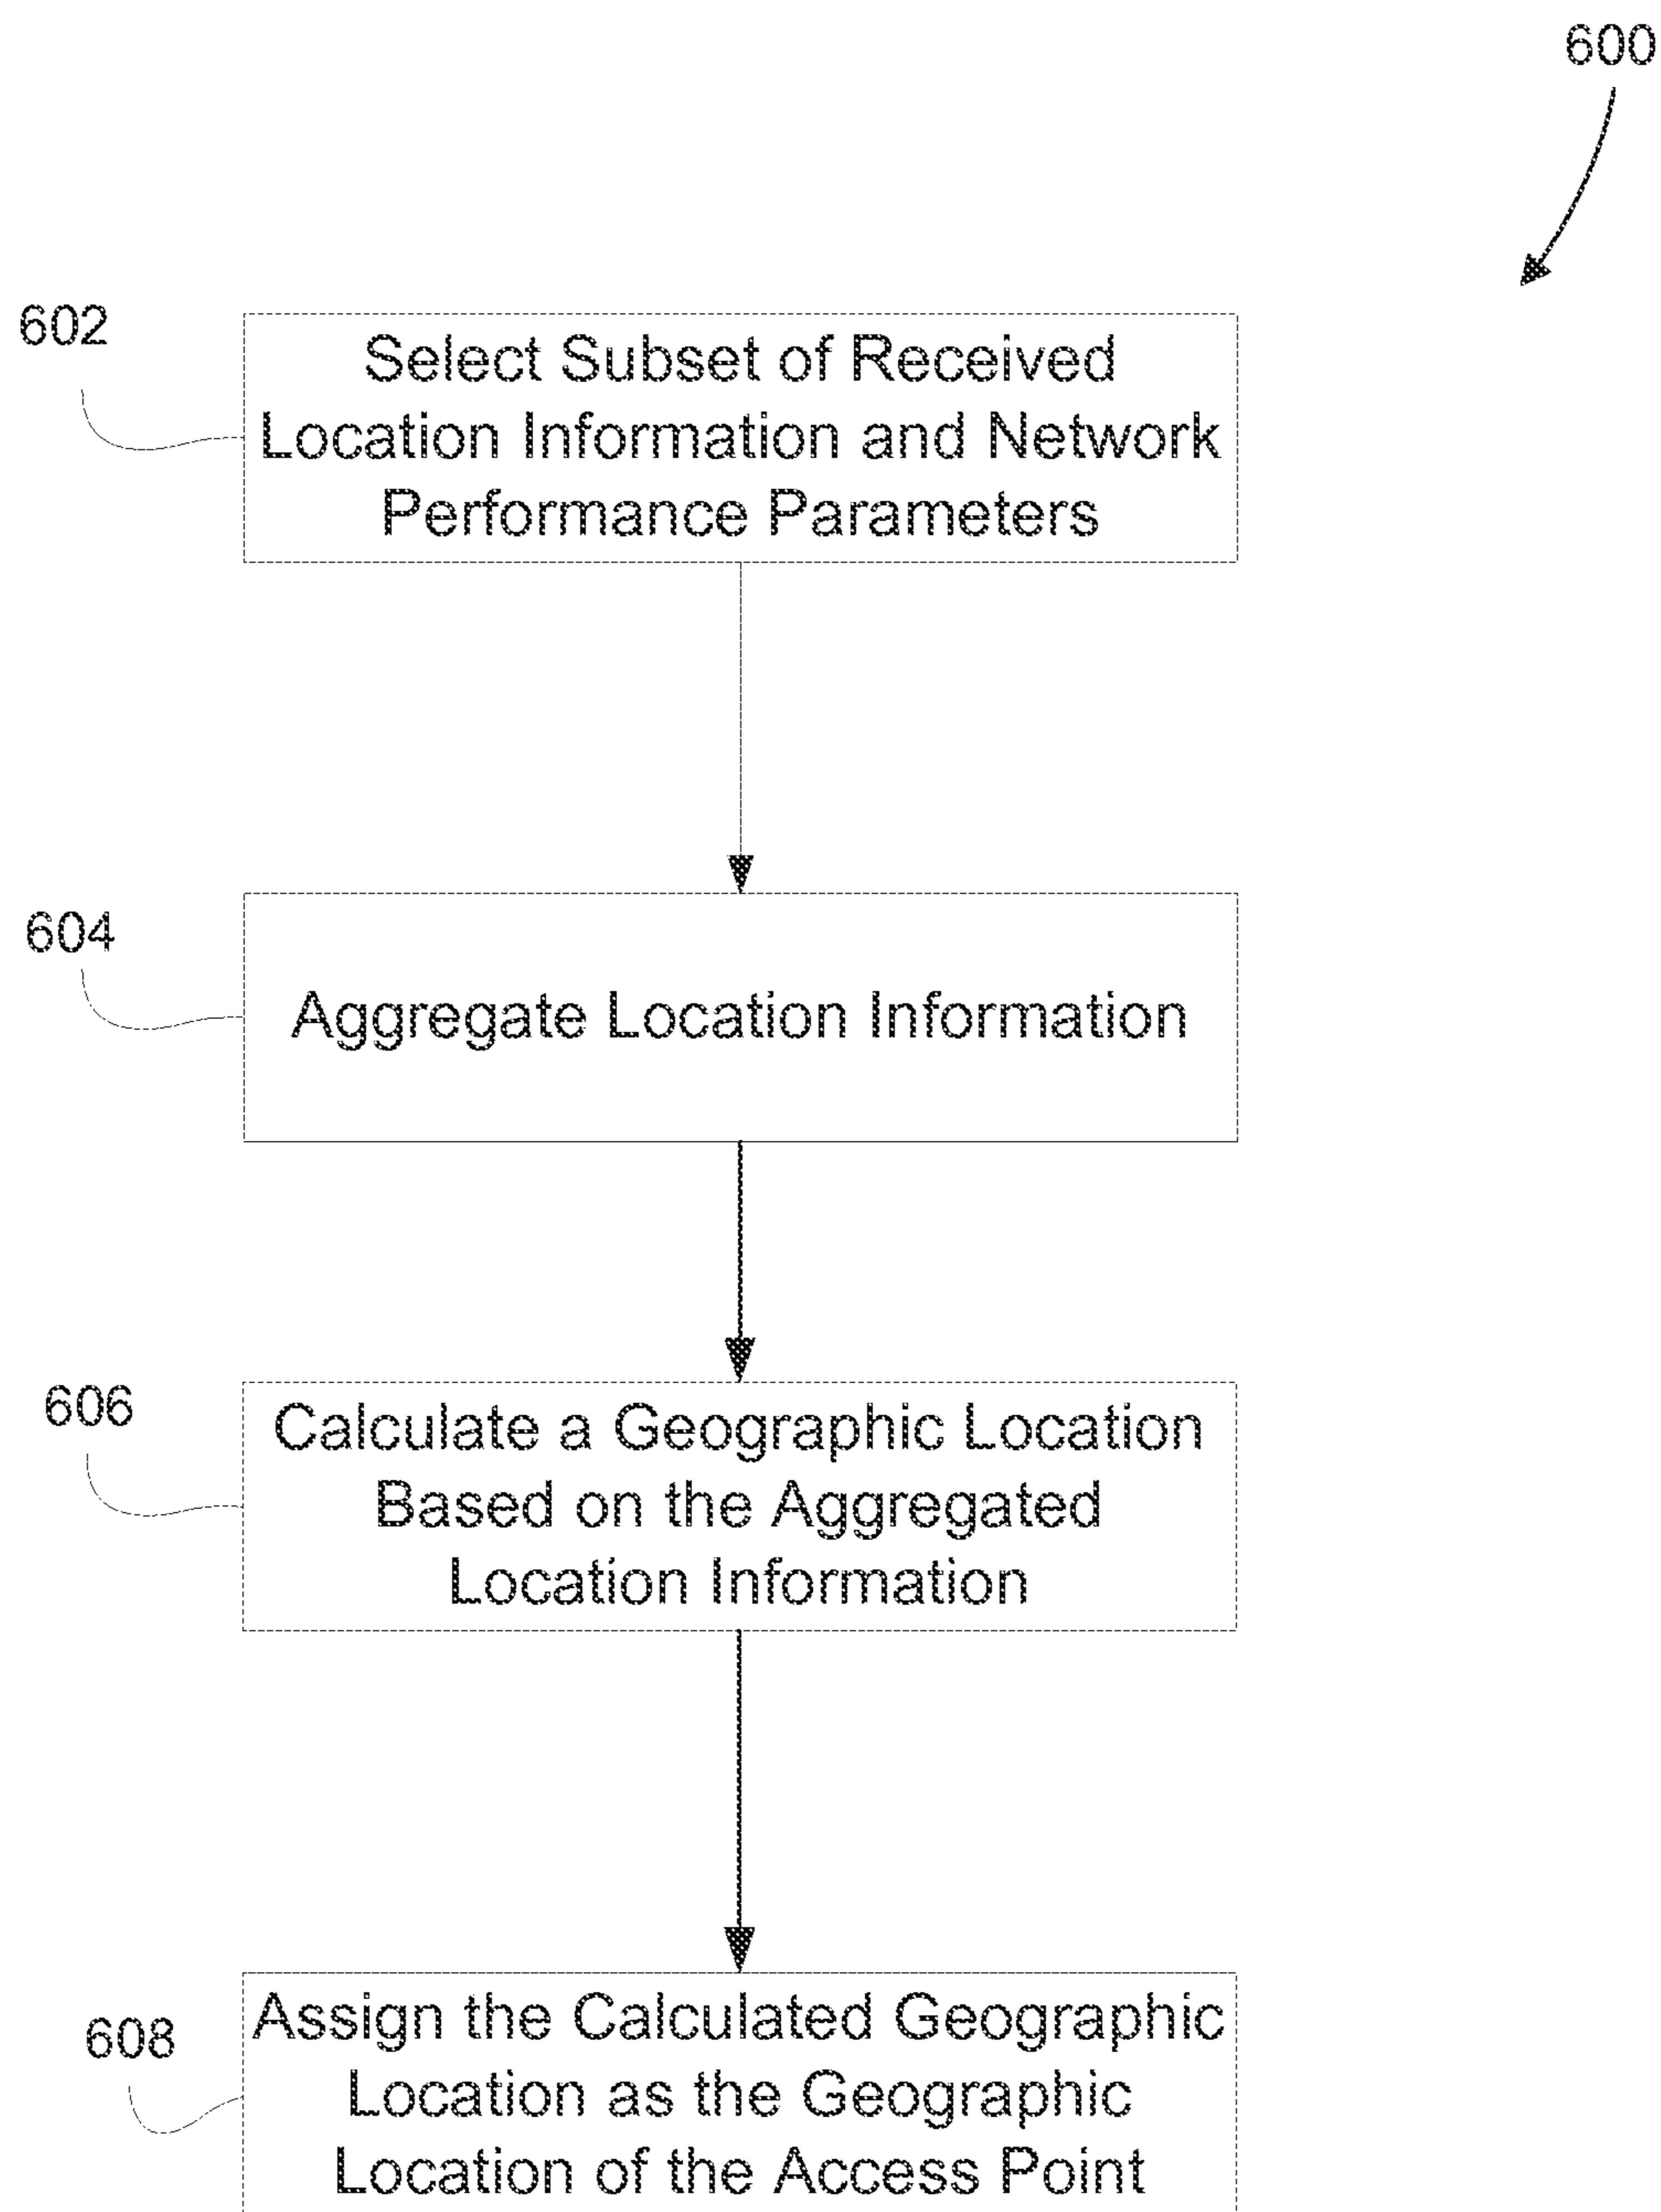 600
602
Select Subset of Received
Location Information and Network
Performance Parameters
604
Aggregate Location Information
606
Calculate a Geographic Location
Based on the Aggregated
Location Information
608
Assign the Calculated Geographic
Location as the Geographic
Location of the Access Point